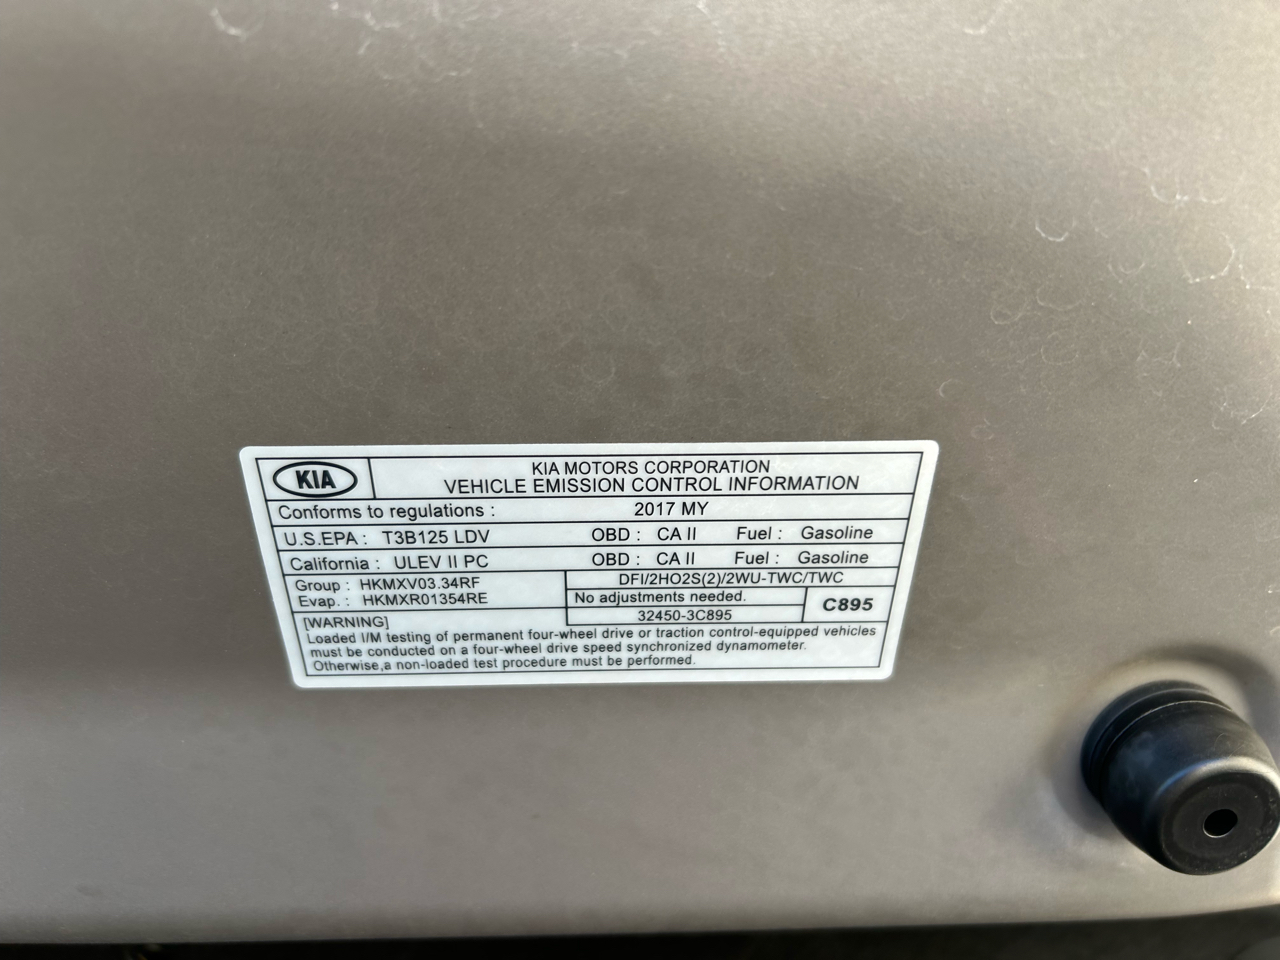 KIA
KIA MOTORS CORPORATION
VEHICLE EMISSION CONTROL INFORMATION
Conforms to regulations : 2017 MY
U.S.EPA : T3B125 LDV OBD : CA II Fuel : Gasoline
California : ULEV II PC OBD : CA II Fuel : Gasoline
Group : HKMXV03.34RF
Evap. : HKMXR01354RE
DFI/2HO2S(2)/2WU-TWC/TWC
No adjustments needed.
32450-3C895
C895
[WARNING]
Loaded I/M testing of permanent four-wheel drive or traction control-equipped vehicles
must be conducted on a four-wheel drive speed synchronized dynamometer.
Otherwise,a non-loaded test procedure must be performed.